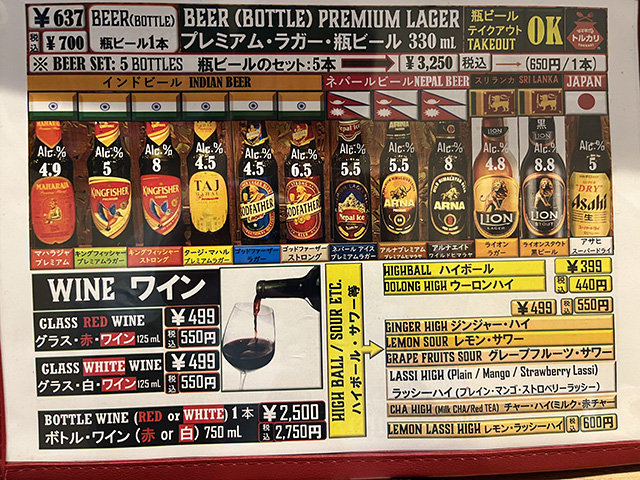 ¥637 BEER(BOTTLE) BEER (BOTTLE) PREMIUM LAGER 瓶ビール
税込 ¥700 瓶ビール1本 プレミアム・ラガー・瓶ビール 330 mL テイクアウト TAKEOUT OK トルカリ
※ BEER SET: 5 BOTTLES 瓶ビールのセット:5本 ¥3,250 税込 (650円/1本)
インドビール INDIAN BEER ネパールビール NEPAL BEER スリランカ SRI LANKA JAPAN
Alc.% 4.9 Alc.% 5 Alc.% 8 Alc.% 4.5 Alc.% 4.5 Alc.% 6.5 Alc.% 5.5 Alc.% 5.5 Alc.% 8 Alc.% 4.8 Alc.% 8.8 Alc.% 5
MAHARAJA KINGFISHER KINGFISHER TAJ MAHAL GODFATHER GODFATHER Nepal Ice ARNA ARNA LION LION "DRY" Asahi 生
マハラジャ プレミアム キングフィッシャー プレミアムラガー キングフィッシャー ストロング タージ・マハル プレミアムラガー ゴッドファーザー ラガー ゴッドファーザー ストロング ネパール アイス プレミアムラガー アルナプレミアム アルナエイト ライオン ラガー ライオンスタウト 黒ビール アサヒ スーパードライ
WINE ワイン
GLASS RED WINE ¥499
グラス・赤・ワイン 125 mL 税込 550円
GLASS WHITE WINE ¥499
グラス・白・ワイン 125 mL 税込 550円
BOTTLE WINE (RED or WHITE) 1本 ¥2,500
ボトル・ワイン (赤 or 白) 750 mL 税込 2,750円
HIGH BALL / SOUR ETC.
ハイボール・サワー等
HIGHBALL ハイボール ¥399
OOLONG HIGH ウーロンハイ 税込 440円
¥499 税込 550円
GINGER HIGH ジンジャー・ハイ
LEMON SOUR レモン・サワー
GRAPE FRUITS SOUR グレープフルーツ・サワー
LASSI HIGH (Plain / Mango / Strawberry Lassi)
ラッシーハイ (プレイン・マンゴ・ストロベリーラッシー)
CHA HIGH (Milk CHA/Red TEA) チャー・ハイ(ミルク・赤チャー
LEMON LASSI HIGH レモン・ラッシーハイ 税込 600円